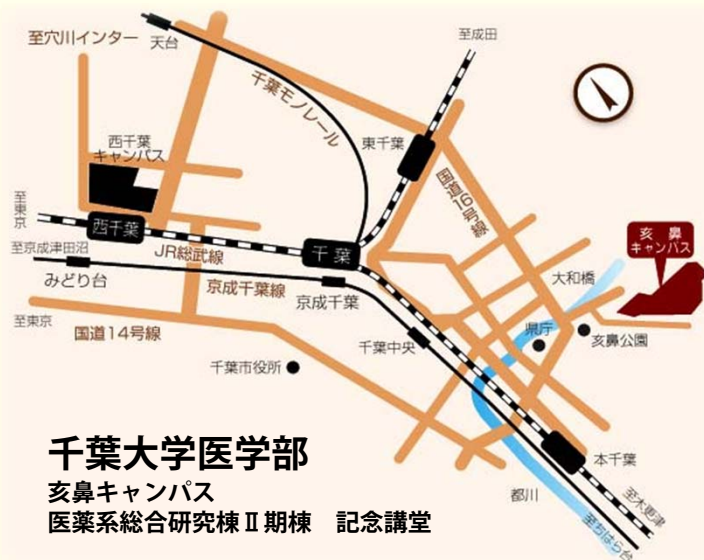 至穴川インター
天台
至成田
千葉モノレール
東千葉
西千葉
キャンパス
国道16号線
至東京
西千葉
千葉
亥鼻
キャンパス
至京成津田沼
JR総武線
みどり台
京成千葉線
京成千葉
大和橋
至東京
国道14号線
千葉中央
県庁
亥鼻公園
千葉市役所
本千葉
千葉大学医学部
亥鼻キャンパス
医薬系総合研究棟Ⅱ期棟　記念講堂
都川
至木更津
至ちはら台